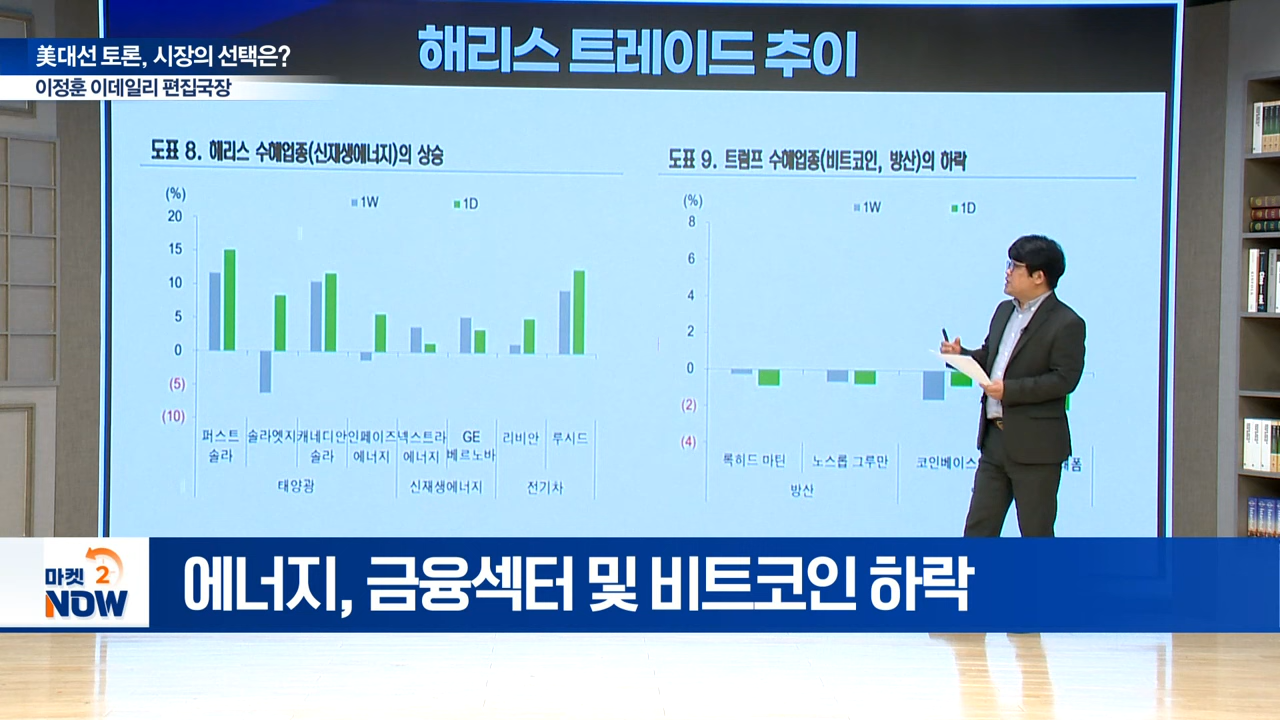 美대선 토론, 시장의 선택은?
이정훈 이데일리 편집국장
해리스 트레이드 추이
도표 8. 해리스 수혜업종(신재생에너지)의 상승
(%)
1W 1D
20
15
10
5
0
(5)
(10)
퍼스트 솔라엣지 캐네디안 인페이즈 넥스트라 GE 리비안 루시드
솔라 솔라 에너지 에너지 베르노바
태양광 신재생에너지 전기차
도표 9. 트럼프 수혜업종(비트코인, 방산)의 하락
(%)
1W 1D
8
6
4
2
0
(2)
(4)
록히드 마틴 노스롭 그루만 코인베이스 폼
방산
마켓 2
NOW
에너지, 금융섹터 및 비트코인 하락